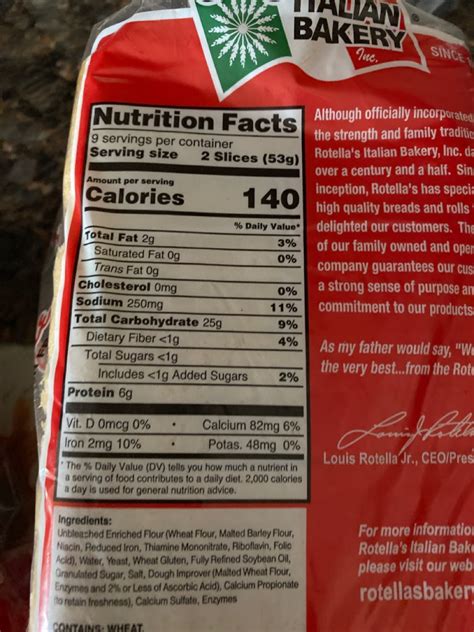 ITALIAN
BAKERY
Inc.
SINCE
Nutrition Facts
9 servings per container
Serving size 2 Slices (53g)
Amount per serving
Calories 140
% Daily Value*
Total Fat 2g 3%
Saturated Fat 0g 0%
Trans Fat 0g
Cholesterol 0mg 0%
Sodium 250mg 11%
Total Carbohydrate 25g 9%
Dietary Fiber <1g 4%
Total Sugars <1g
Includes <1g Added Sugars 2%
Protein 6g
Vit. D 0mcg 0% • Calcium 82mg 6%
Iron 2mg 10% • Potas. 48mg 0%
* The % Daily Value (DV) tells you how much a nutrient in
a serving of food contributes to a daily diet. 2,000 calories
a day is used for general nutrition advice.
Ingredients:
Unbleached Enriched Flour (Wheat Flour, Malted Barley Flour,
Niacin, Reduced Iron, Thiamine Mononitrate, Riboflavin, Folic
Acid), Water, Yeast, Wheat Gluten, Fully Refined Soybean Oil,
Granulated Sugar, Salt, Dough Improver (Malted Wheat Flour,
Enzymes and 2% or Less of Ascorbic Acid), Calcium Propionate
(to retain freshness), Calcium Sulfate, Enzymes
CONTAINS: WHEAT.
Although officially incorporated
the strength and family traditio
Rotella's Italian Bakery, Inc. da
over a century and a half. Sin
inception, Rotella's has specia
high quality breads and rolls
delighted our customers. The
of our family owned and oper
company guarantees our cus
a strong sense of purpose an
commitment to our products
As my father would say, "We
the very best...from the Rote
Louis Rotella Jr., CEO/Pres
For more informatio
Rotella's Italian Bak
please visit our web
rotellasbakery